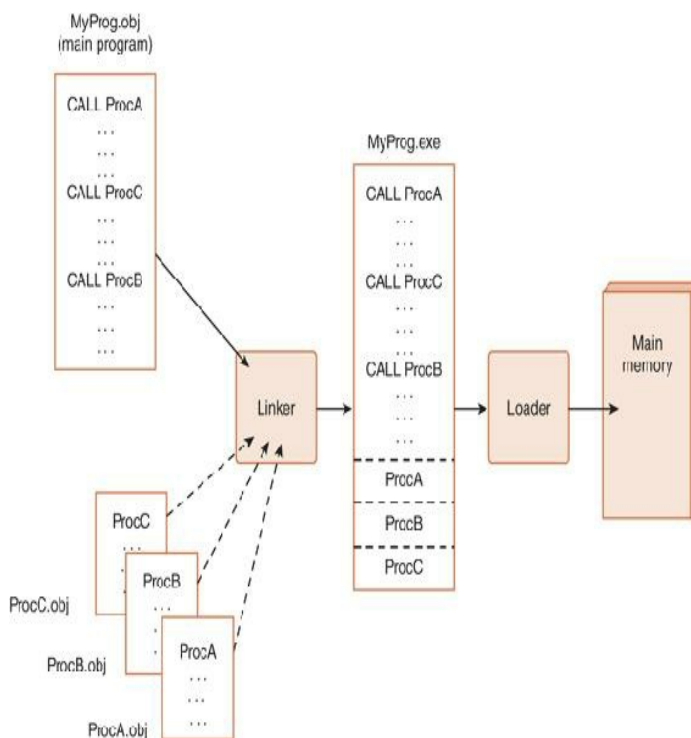 MyProg.obj
(main program)
CALL ProcA
...
...
...
CALL ProcC
...
...
...
CALL ProcB
...
...
...
MyProg.exe
CALL ProcA
...
...
...
CALL ProcC
...
...
...
CALL ProcB
...
...
...
ProcA
ProcB
ProcC
Linker
Loader
Main
memory
ProcC
...
...
ProcC.obj
ProcB
...
...
ProcB.obj
ProcA
...
...
...
ProcA.obj